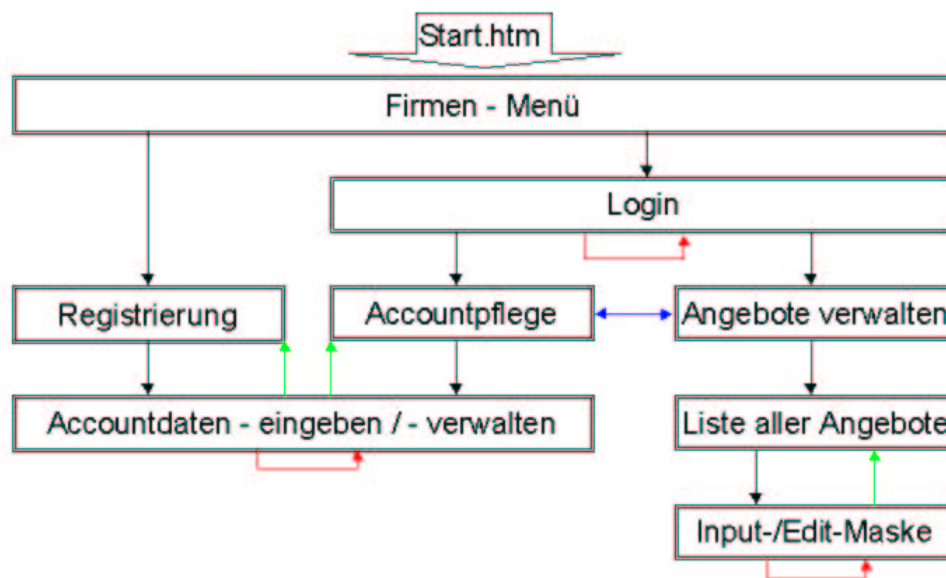 Start.htm
Firmen - Menü
Login
Registrierung
Accountpflege
Angebote verwalten
Accountdaten - eingeben / - verwalten
Liste aller Angebote
Input-/Edit-Maske